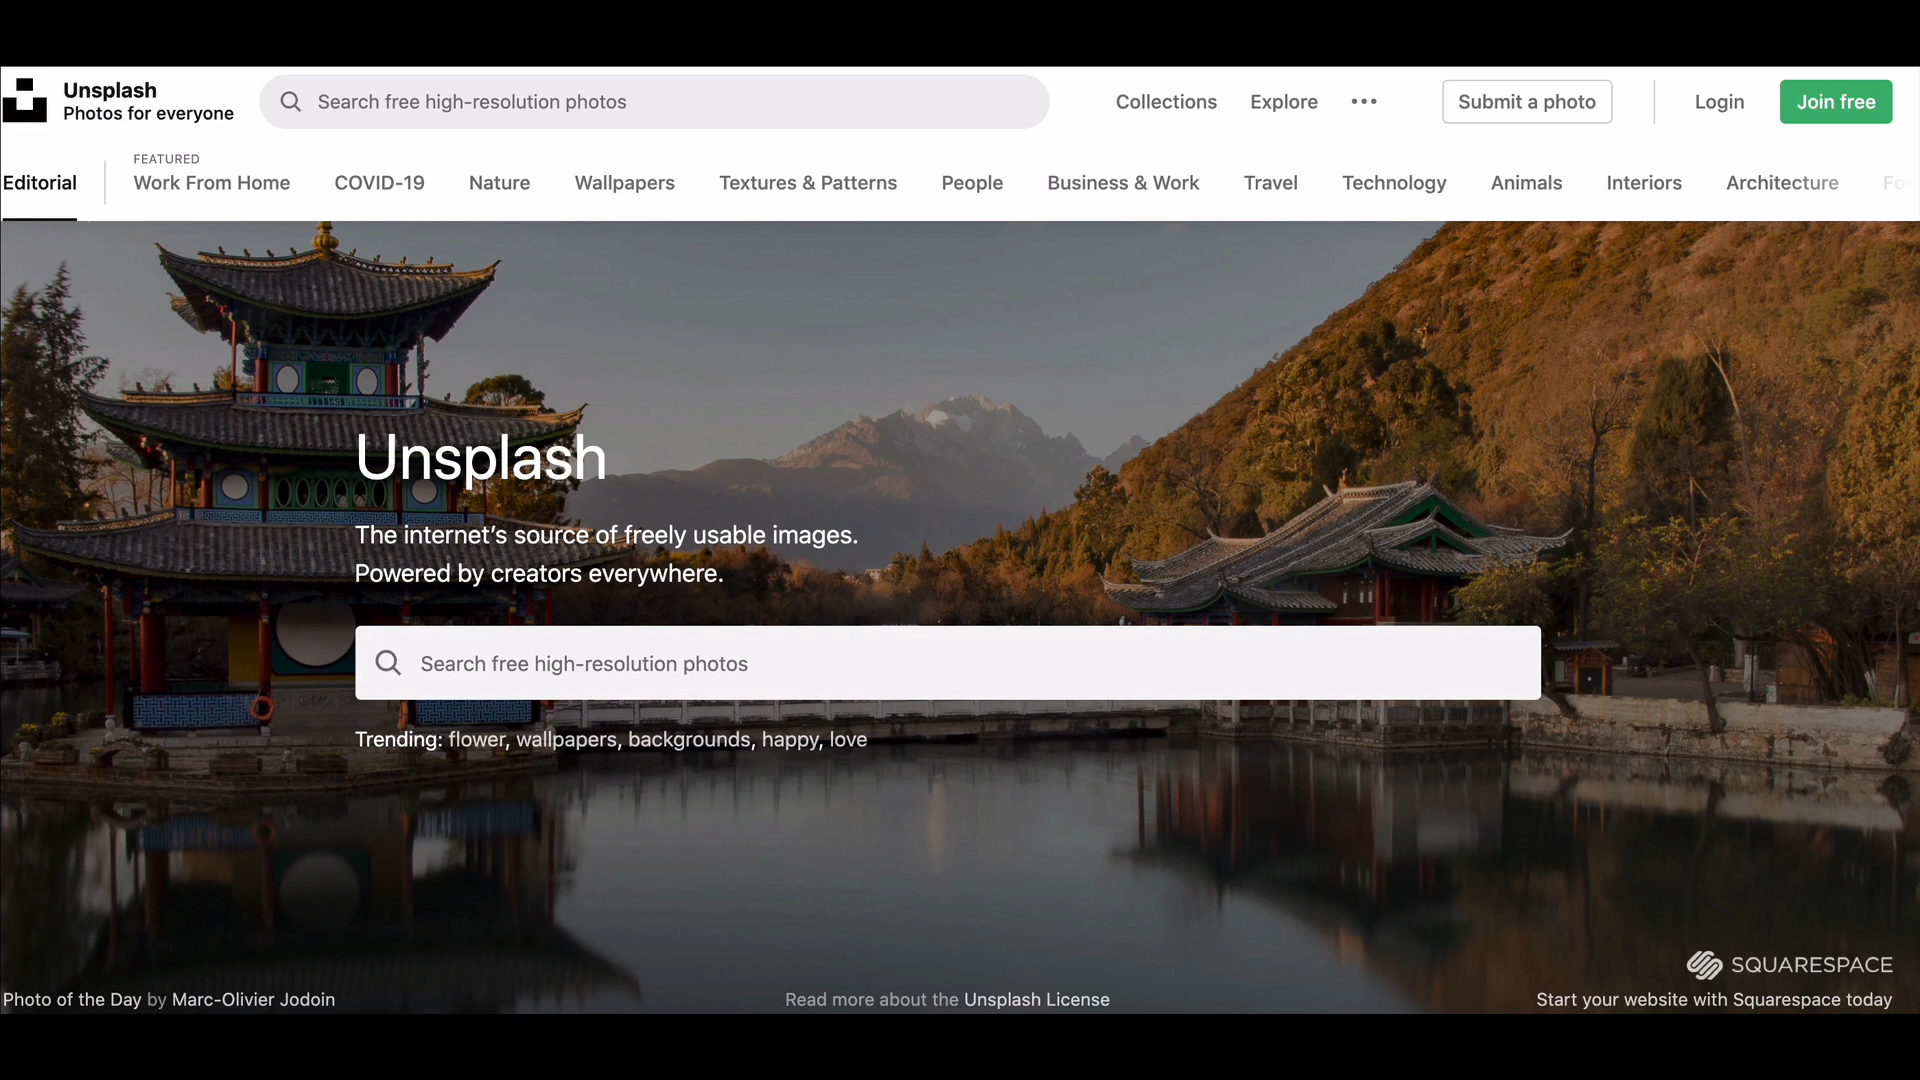 Unsplash
Photos for everyone
Search free high-resolution photos
Collections
Explore
Submit a photo
Login
Join free
Editorial
FEATURED
Work From Home
COVID-19
Nature
Wallpapers
Textures & Patterns
People
Business & Work
Travel
Technology
Animals
Interiors
Architecture
Unsplash
The internet’s source of freely usable images.
Powered by creators everywhere.
Search free high-resolution photos
Trending: flower, wallpapers, backgrounds, happy, love
SQUARESPACE
Photo of the Day by Marc-Olivier Jodoin
Read more about the Unsplash License
Start your website with Squarespace today